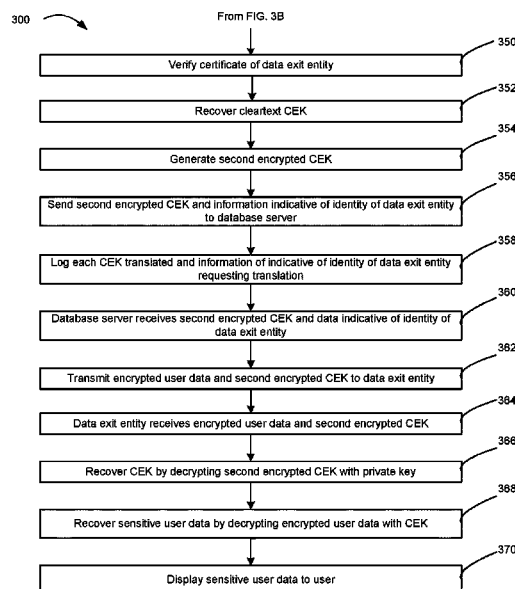 300
From FIG. 3B
350
Verify certificate of data exit entity
352
Recover cleartext CEK
354
Generate second encrypted CEK
356
Send second encrypted CEK and information indicative of identity of data exit entity
to database server
358
Log each CEK translated and information of indicative of identity of data exit entity
requesting translation
360
Database server receives second encrypted CEK and data indicative of identity of
data exit entity
362
Transmit encrypted user data and second encrypted CEK to data exit entity
364
Data exit entity receives encrypted user data and second encrypted CEK
366
Recover CEK by decrypting second encrypted CEK with private key
368
Recover sensitive user data by decrypting encrypted user data with CEK
370
Display sensitive user data to user